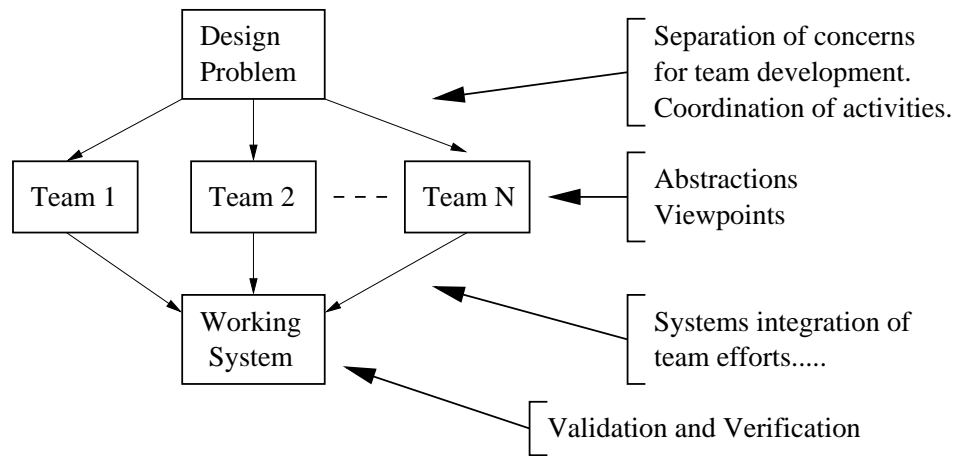 Design
Problem
Separation of concerns
for team development.
Coordination of activities.
Team 1
Team 2
Team N
Abstractions
Viewpoints
Working
System
Systems integration of
team efforts.....
Validation and Verification